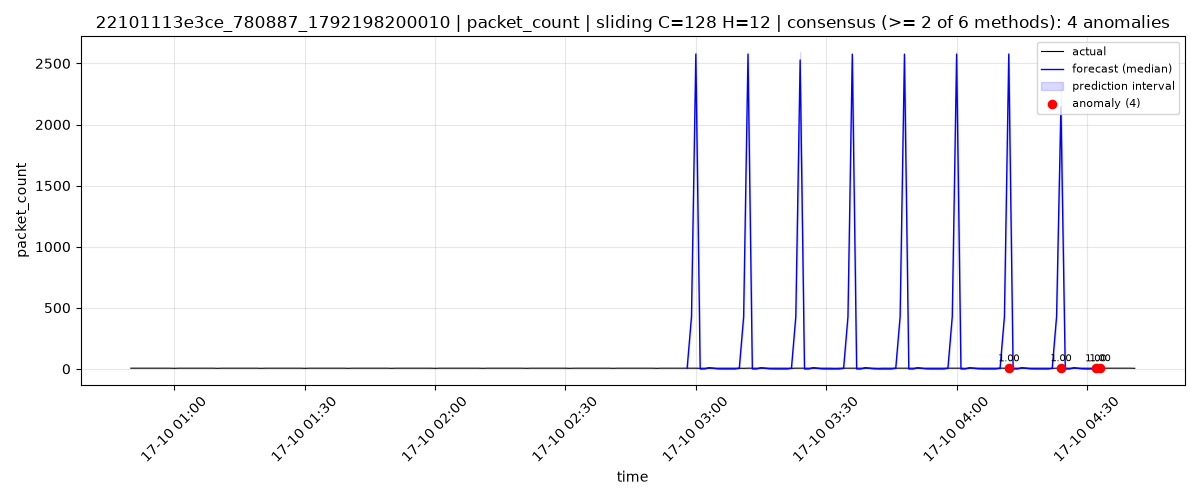 22101113e3ce_780887_1792198200010 | packet_count | sliding C=128 H=12 | consensus (>= 2 of 6 methods): 4 anomalies
actual
forecast (median)
prediction interval
anomaly (4)
packet_count
2500
2000
1500
1000
500
0
1.00
1.00
17-10 01:00
17-10 01:30
17-10 02:00
17-10 02:30
17-10 03:00
17-10 03:30
17-10 04:00
17-10 04:30
time